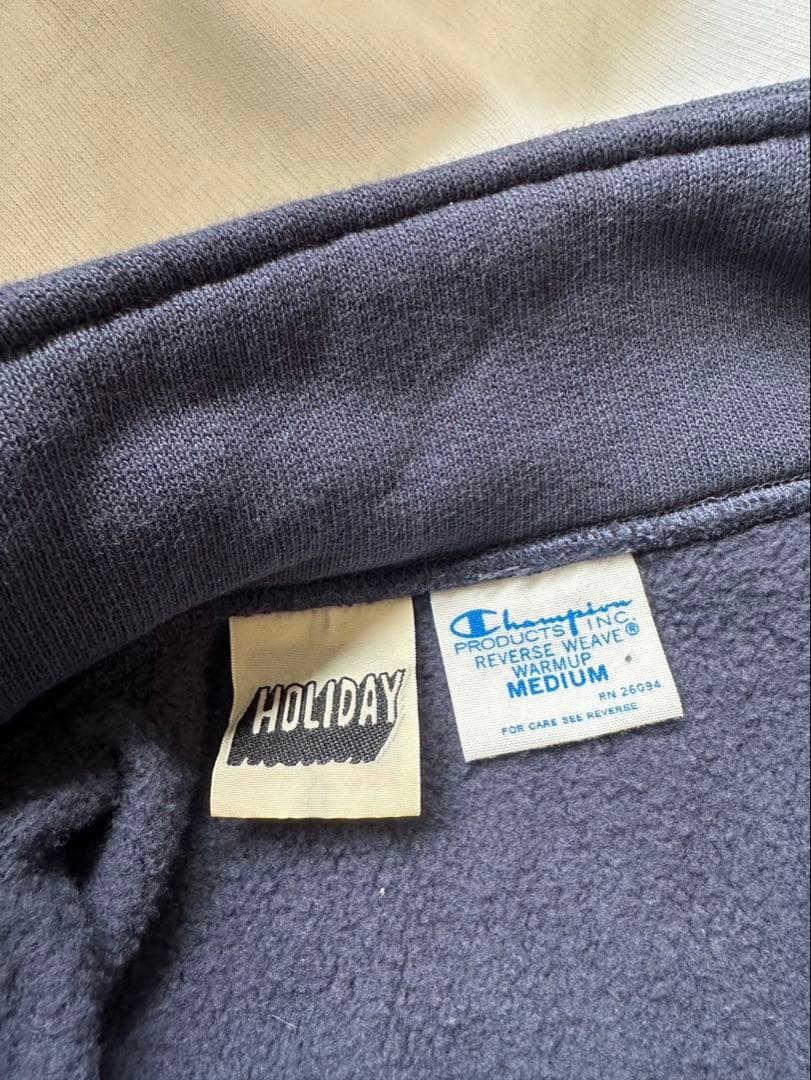 HOLIDAY
Champion
PRODUCTS INC.
REVERSE WEAVE®
WARMUP
MEDIUM
RN 26094
FOR CARE SEE REVERSE